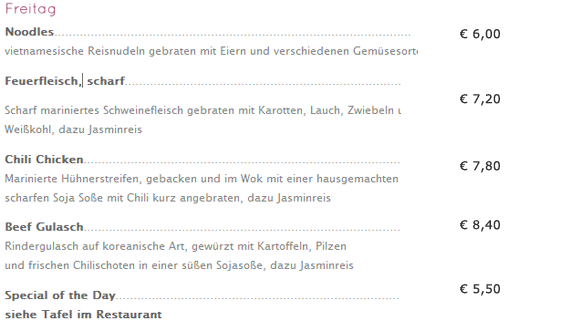 Freitag
Noodles.................................................................................................... € 6,00
vietnamesische Reisnudeln gebraten mit Eiern und verschiedenen Gemüsesorte
Feuerfleisch, scharf.............................................................................. € 7,20
Scharf mariniertes Schweinefleisch gebraten mit Karotten, Lauch, Zwiebeln u
Weißkohl, dazu Jasminreis
Chili Chicken......................................................................................... € 7,80
Marinierte Hühnerstreifen, gebacken und im Wok mit einer hausgemachten
scharfen Soja Soße mit Chili kurz angebraten, dazu Jasminreis
Beef Gulasch......................................................................................... € 8,40
Rindergulasch auf koreanische Art, gewürzt mit Kartoffeln, Pilzen
und frischen Chilischoten in einer süßen Sojasoße, dazu Jasminreis
Special of the Day................................................................................ € 5,50
siehe Tafel im Restaurant